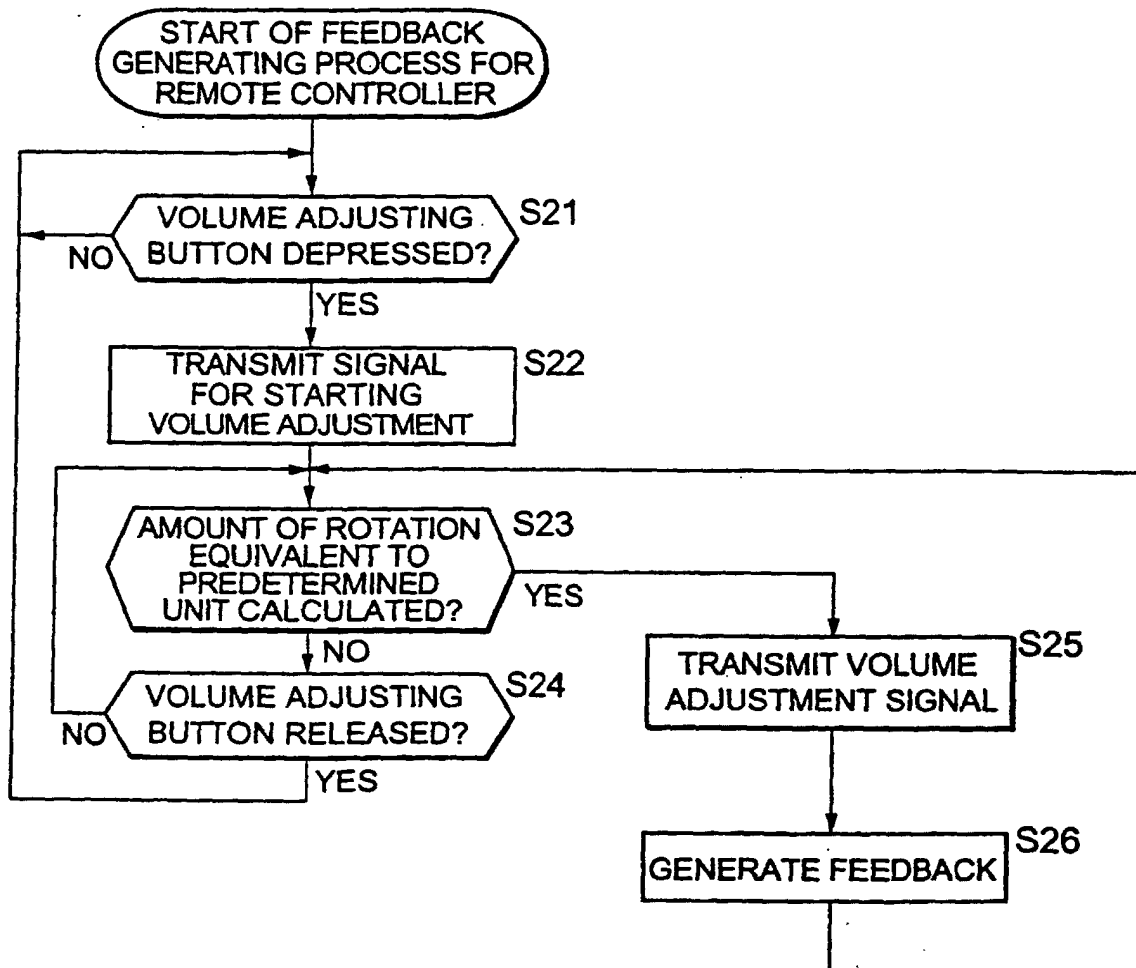 START OF FEEDBACK
GENERATING PROCESS FOR
REMOTE CONTROLLER
VOLUME ADJUSTING
BUTTON DEPRESSED?
S21
NO
YES
TRANSMIT SIGNAL
FOR STARTING
VOLUME ADJUSTMENT
S22
AMOUNT OF ROTATION
EQUIVALENT TO
PREDETERMINED
UNIT CALCULATED?
S23
YES
NO
VOLUME ADJUSTING
BUTTON RELEASED?
S24
NO
YES
TRANSMIT VOLUME
ADJUSTMENT SIGNAL
S25
GENERATE FEEDBACK
S26